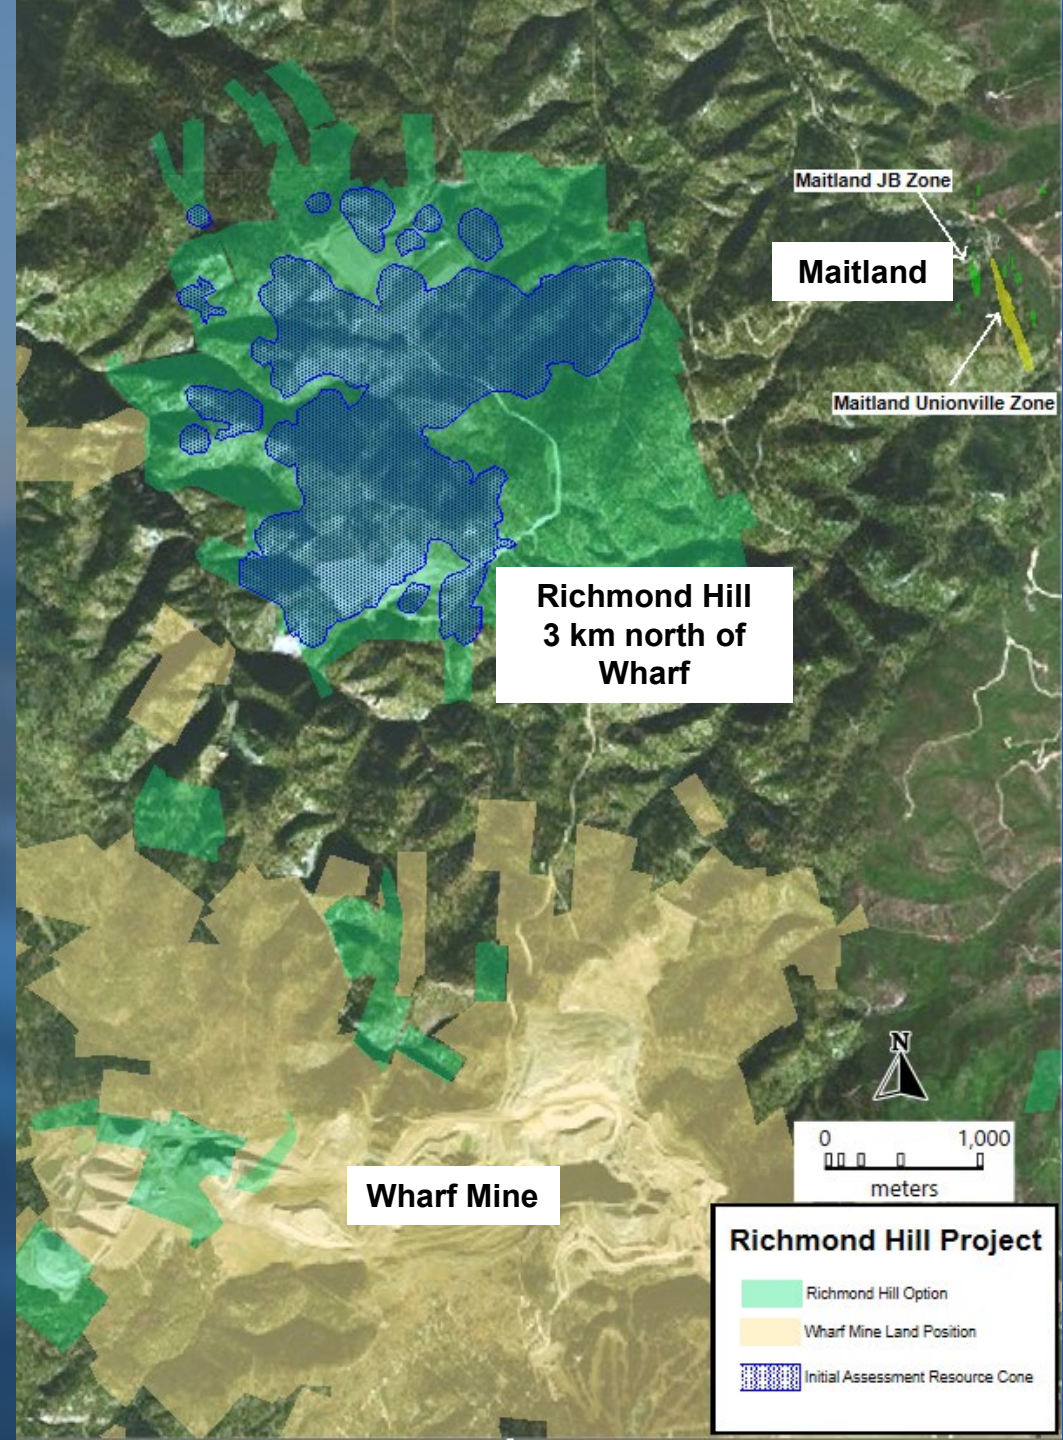 Maitland JB Zone
Maitland
Maitland Unionville Zone
Richmond Hill
3 km north of
Wharf
N
0 1,000
meters
Wharf Mine
Richmond Hill Project
Richmond Hill Option
Wharf Mine Land Position
Initial Assessment Resource Cone